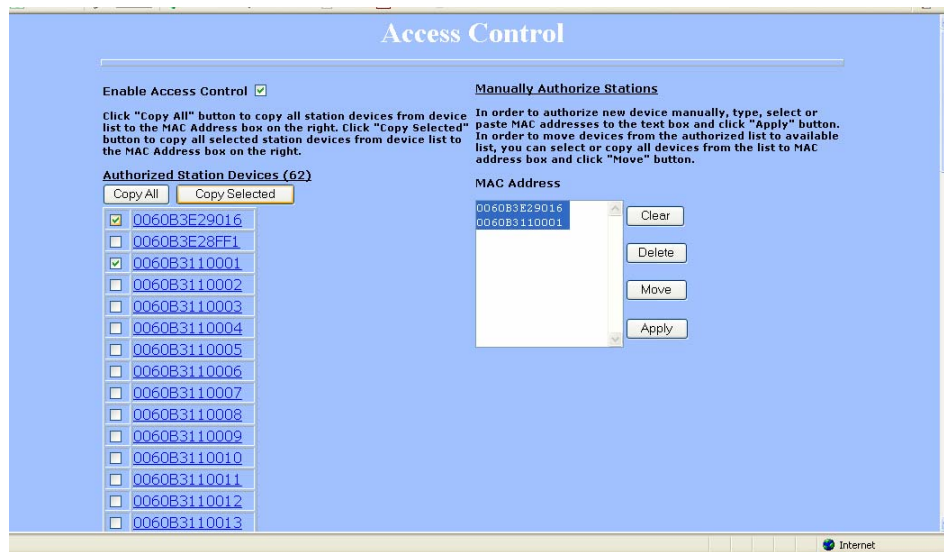 Access Control
Enable Access Control
Click "Copy All" button to copy all station devices from device
list to the MAC Address box on the right. Click "Copy Selected"
button to copy all selected station devices from device list to
the MAC Address box on the right.
Authorized Station Devices (62)
Copy All Copy Selected
0060B3E29016
0060B3E28FF1
0060B3110001
0060B3110002
0060B3110003
0060B3110004
0060B3110005
0060B3110006
0060B3110007
0060B3110008
0060B3110009
0060B3110010
0060B3110011
0060B3110012
0060B3110013
Manually Authorize Stations
In order to authorize new device manually, type, select or
paste MAC addresses to the text box and click "Apply" button.
In order to move devices from the authorized list to available
list, you can select or copy all devices from the list to MAC
address box and click "Move" button.
MAC Address
0060B3E29016
0060B3110001
Clear
Delete
Move
Apply
Internet